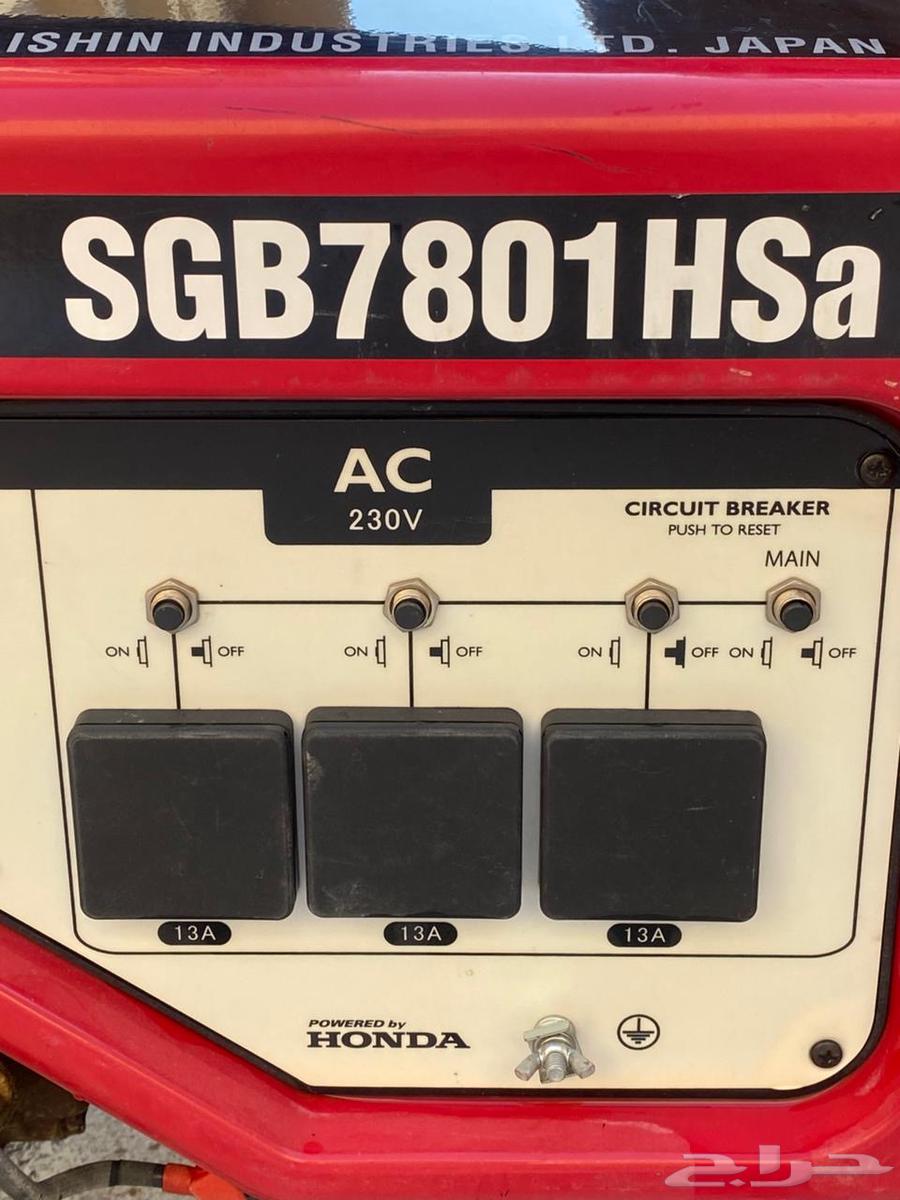 ISHIN INDUSTRIES LTD. JAPAN
SGB7801HSa
AC
230V
CIRCUIT BREAKER
PUSH TO RESET
MAIN
ON OFF ON OFF ON OFF ON OFF
13A 13A 13A
POWERED by
HONDA
حراج